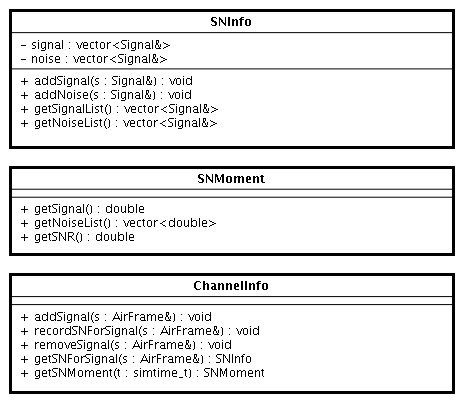 SNInfo
- signal : vector<Signal&>
- noise : vector<Signal&>
+ addSignal(s : Signal&) : void
+ addNoise(s : Signal&) : void
+ getSignalList() : vector<Signal&>
+ getNoiseList() : vector<Signal&>
SNMoment
+ getSignal() : double
+ getNoiseList() : vector<double>
+ getSNR() : double
ChannelInfo
+ addSignal(s : AirFrame&) : void
+ recordSNForSignal(s : AirFrame&) : void
+ removeSignal(s : AirFrame&) : void
+ getSNForSignal(s : AirFrame&) : SNInfo
+ getSNMoment(t : simtime_t) : SNMoment